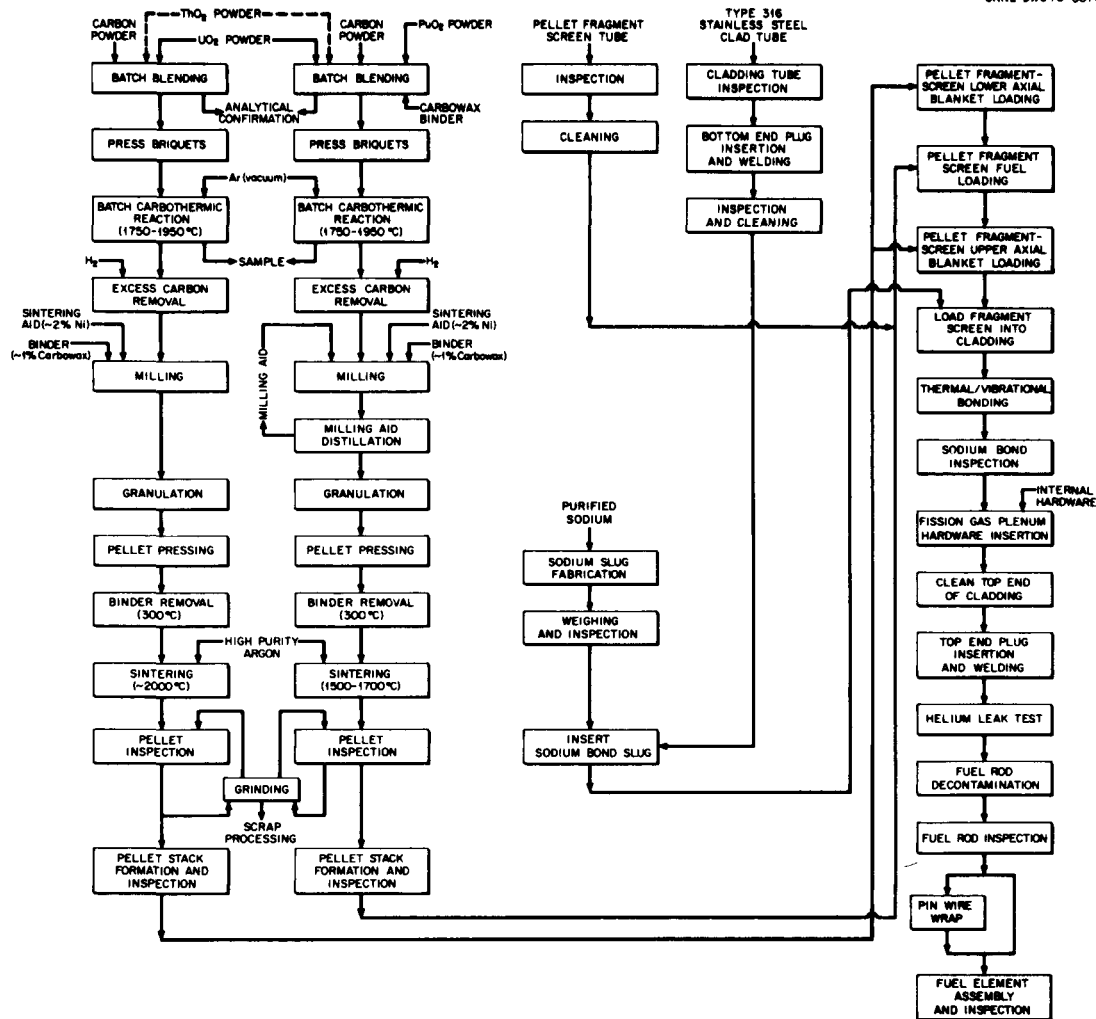 ThO₂ POWDER
CARBON
POWDER
UO₂ POWDER
CARBON
POWDER
PuO₂ POWDER
BATCH BLENDING
BATCH BLENDING
ANALYTICAL
CONFIRMATION
CARBOWAX
BINDER
PRESS BRIQUETS
PRESS BRIQUETS
Ar (vacuum)
BATCH CARBOTHERMIC
REACTION
(1750-1950°C)
BATCH CARBOTHERMIC
REACTION
(1750-1950°C)
SAMPLE
H₂
H₂
EXCESS CARBON
REMOVAL
EXCESS CARBON
REMOVAL
SINTERING
AID (~2% Ni)
BINDER
(~1% Carbowax)
SINTERING
AID (~2% Ni)
BINDER
(~1% Carbowax)
MILLING
MILLING
MILLING AID
MILLING AID
DISTILLATION
GRANULATION
GRANULATION
PELLET PRESSING
PELLET PRESSING
BINDER REMOVAL
(300°C)
BINDER REMOVAL
(300°C)
HIGH PURITY
ARGON
SINTERING
(~2000°C)
SINTERING
(1500-1700°C)
PELLET
INSPECTION
PELLET
INSPECTION
GRINDING
SCRAP
PROCESSING
PELLET STACK
FORMATION AND
INSPECTION
PELLET STACK
FORMATION AND
INSPECTION
PELLET FRAGMENT
SCREEN TUBE
INSPECTION
CLEANING
TYPE 316
STAINLESS STEEL
CLAD TUBE
CLADDING TUBE
INSPECTION
BOTTOM END PLUG
INSERTION
AND WELDING
INSPECTION
AND CLEANING
PURIFIED
SODIUM
SODIUM SLUG
FABRICATION
WEIGHING
AND INSPECTION
INSERT
SODIUM BOND SLUG
PELLET FRAGMENT-
SCREEN LOWER AXIAL
BLANKET LOADING
PELLET FRAGMENT
SCREEN FUEL
LOADING
PELLET FRAGMENT-
SCREEN UPPER AXIAL
BLANKET LOADING
LOAD FRAGMENT
SCREEN INTO
CLADDING
THERMAL/VIBRATIONAL
BONDING
SODIUM BOND
INSPECTION
INTERNAL
HARDWARE
FISSION GAS PLENUM
HARDWARE INSERTION
CLEAN TOP END
OF CLADDING
TOP END PLUG
INSERTION
AND WELDING
HELIUM LEAK TEST
FUEL ROD
DECONTAMINATION
FUEL ROD INSPECTION
PIN WIRE
WRAP
FUEL ELEMENT
ASSEMBLY
AND INSPECTION